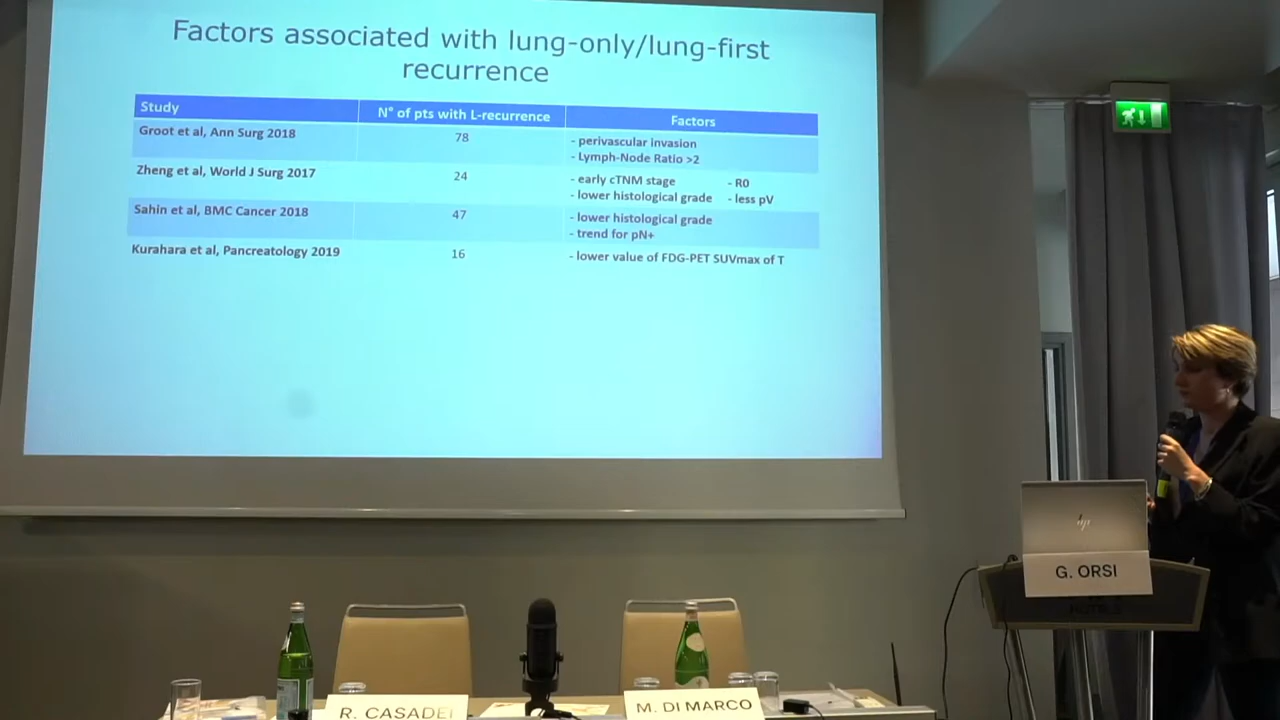 Factors associated with lung-only/lung-first
recurrence
Study N° of pts with L-recurrence Factors
Groot et al, Ann Surg 2018 78 - perivascular invasion
- Lymph-Node Ratio >2
Zheng et al, World J Surg 2017 24 - early cTNM stage - R0
- lower histological grade - less pV
Sahin et al, BMC Cancer 2018 47 - lower histological grade
- trend for pN+
Kurahara et al, Pancreatology 2019 16 - lower value of FDG-PET SUVmax of T
hp
G. ORSI
R. CASADEI
M. DI MARCO